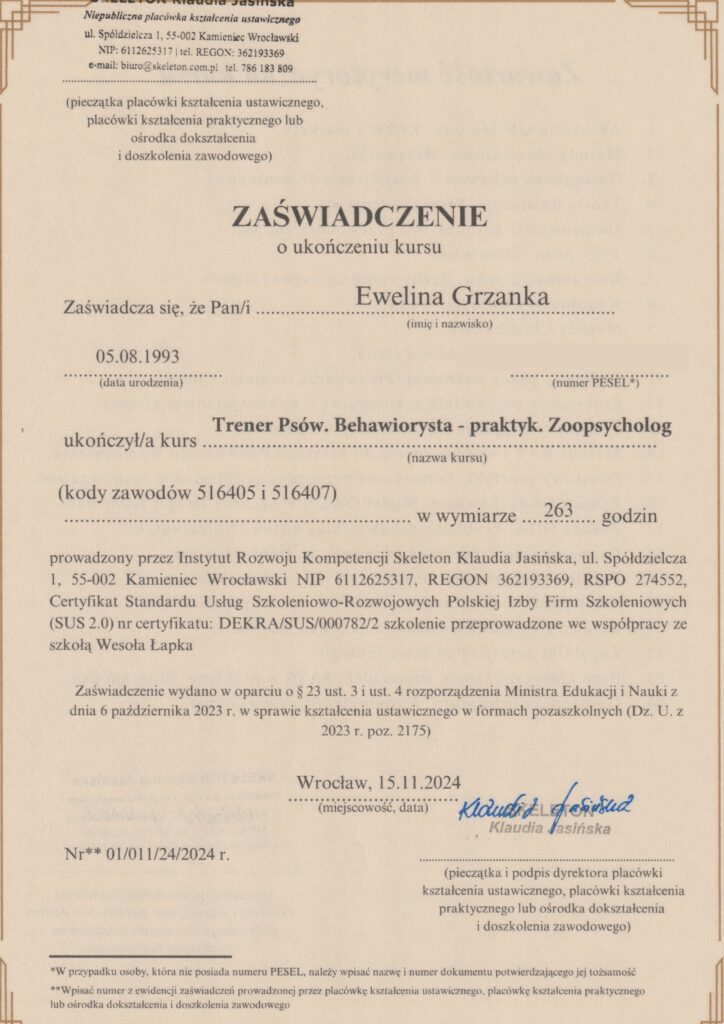 SKELETON Klaudia Jasińska
Niepubliczna placówka kształcenia ustawicznego
ul. Spółdzielcza 1, 55-002 Kamieniec Wrocławski
NIP: 6112625317 | tel. REGON: 362193369
e-mail: biuro@skeleton.com.pl tel. 786 183 809
(pieczątka placówki kształcenia ustawicznego,
placówki kształcenia praktycznego lub
ośrodka dokształcenia
i doszkolenia zawodowego)
ZAŚWIADCZENIE
o ukończeniu kursu
Zaświadcza się, że Pan/i Ewelina Grzanka
(imię i nazwisko)
05.08.1993
(data urodzenia) (numer PESEL*)
ukończył/a kurs Trener Psów. Behawiorysta - praktyk. Zoopsycholog
(nazwa kursu)
(kody zawodów 516405 i 516407)
w wymiarze 263 godzin
prowadzony przez Instytut Rozwoju Kompetencji Skeleton Klaudia Jasińska, ul. Spółdzielcza
1, 55-002 Kamieniec Wrocławski NIP 6112625317, REGON 362193369, RSPO 274552,
Certyfikat Standardu Usług Szkoleniowo-Rozwojowych Polskiej Izby Firm Szkoleniowych
(SUS 2.0) nr certyfikatu: DEKRA/SUS/000782/2 szkolenie przeprowadzone we współpracy ze
szkołą Wesoła Łapka
Zaświadczenie wydano w oparciu o § 23 ust. 3 i ust. 4 rozporządzenia Ministra Edukacji i Nauki z
dnia 6 października 2023 r. w sprawie kształcenia ustawicznego w formach pozaszkolnych (Dz. U. z
2023 r. poz. 2175)
Wrocław, 15.11.2024
(miejscowość, data)
Klaudia Jasińska
SKELETON
Klaudia Jasińska
Nr** 01/011/24/2024 r.
(pieczątka i podpis dyrektora placówki
kształcenia ustawicznego, placówki kształcenia
praktycznego lub ośrodka dokształcenia
i doszkolenia zawodowego)
*W przypadku osoby, która nie posiada numeru PESEL, należy wpisać nazwę i numer dokumentu potwierdzającego jej tożsamość
**Wpisać numer z ewidencji zaświadczeń prowadzonej przez placówkę kształcenia ustawicznego, placówkę kształcenia praktycznego
lub ośrodka dokształcenia i doszkolenia zawodowego